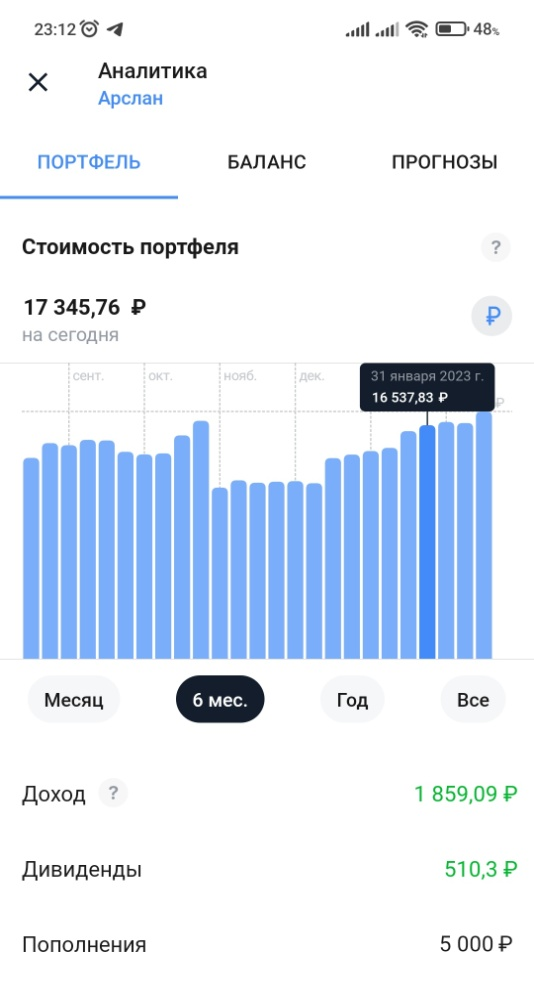 23:12 48%
Аналитика
Арслан
ПОРТФЕЛЬ БАЛАНС ПРОГНОЗЫ
Стоимость портфеля ?
17 345,76 ₽ ₽
на сегодня
сент. окт. нояб. дек. 31 января 2023 г.
16 537,83 ₽ ₽
Месяц 6 мес. Год Все
Доход ? 1 859,09 ₽
Дивиденды 510,3 ₽
Пополнения 5 000 ₽